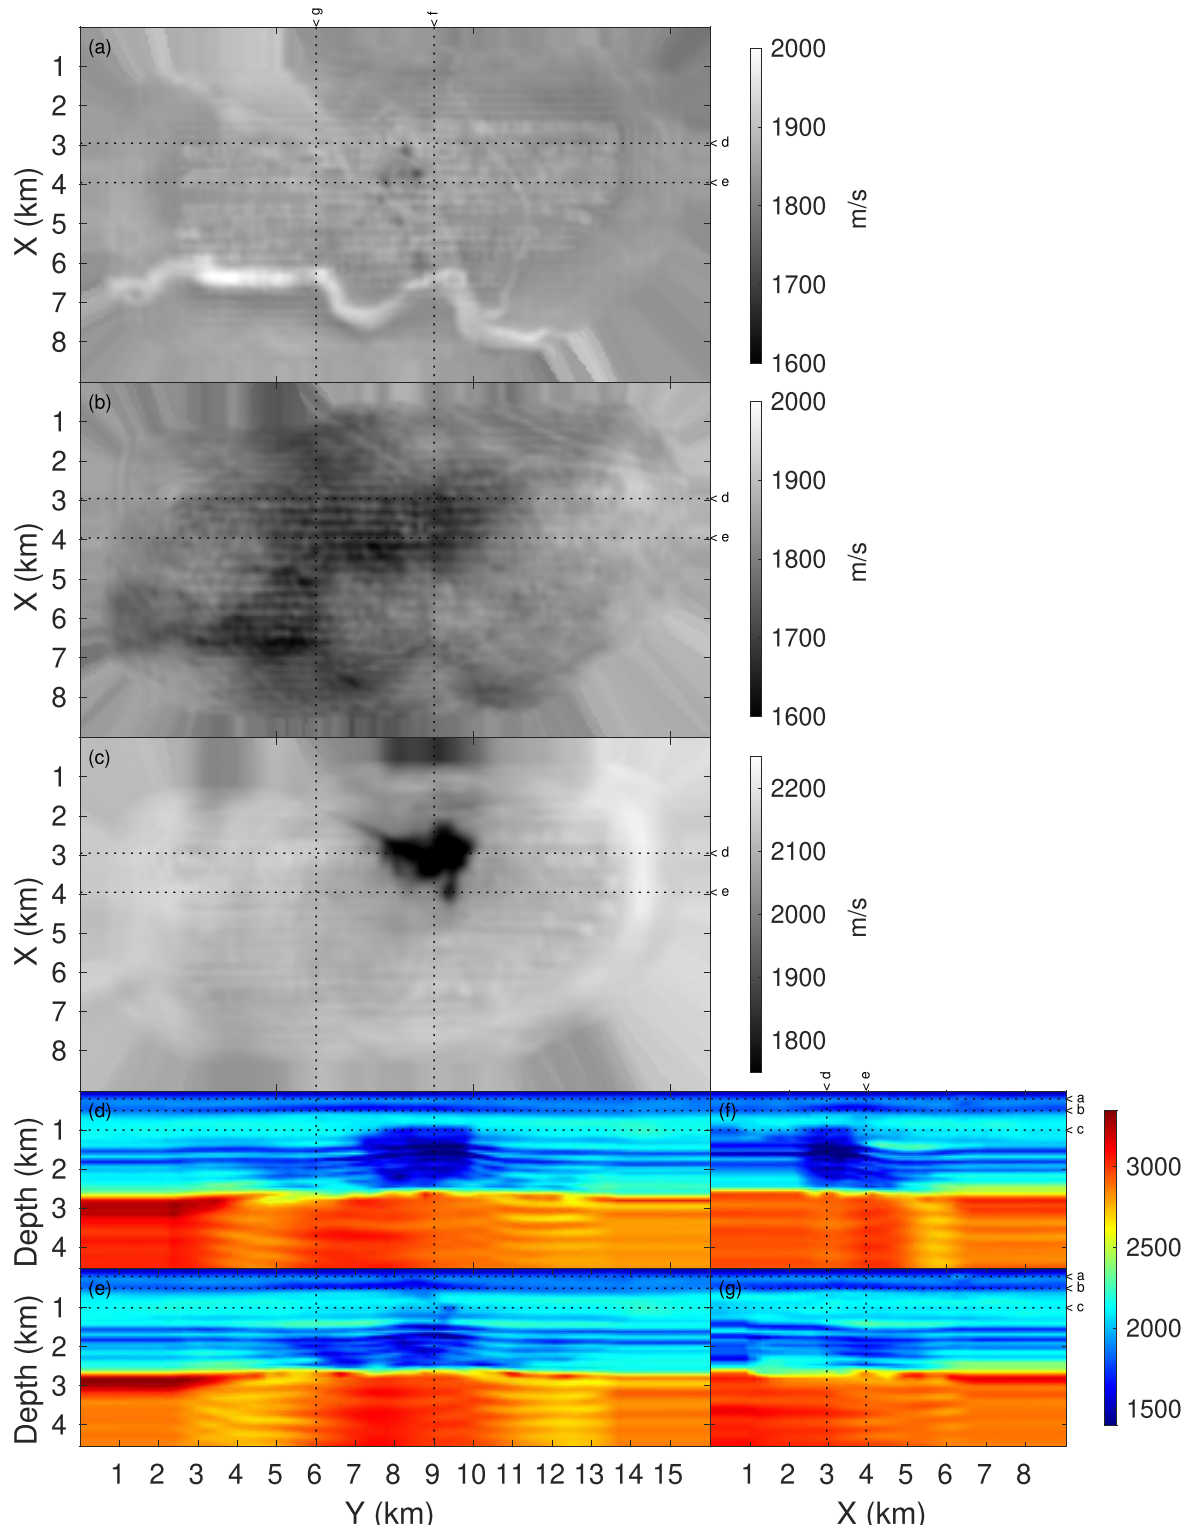 < g
< f
(a)
1
2
3
4
5
6
7
8
X (km)
< d
< e
2000
1900
1800
1700
1600
m/s
(b)
1
2
3
4
5
6
7
8
X (km)
< d
< e
2000
1900
1800
1700
1600
m/s
(c)
1
2
3
4
5
6
7
8
X (km)
< d
< e
2200
2100
2000
1900
1800
m/s
< d
< e
(d)
1
2
3
4
Depth (km)
(f)
< a
< b
< c
(e)
1
2
3
4
Depth (km)
(g)
< a
< b
< c
3000
2500
2000
1500
1 2 3 4 5 6 7 8 9 10 11 12 13 14 15
Y (km)
1 2 3 4 5 6 7 8
X (km)